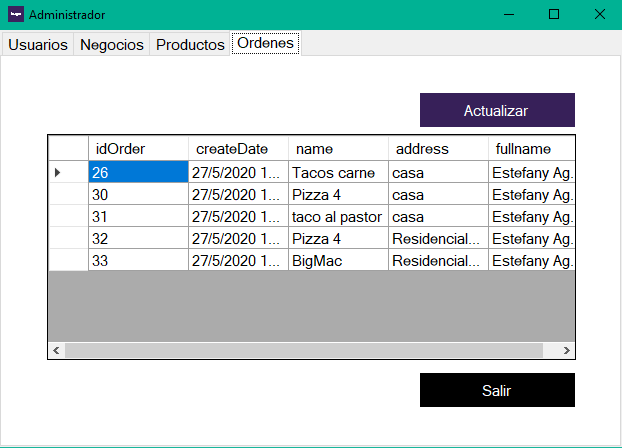 Administrador
Usuarios Negocios Productos Ordenes
Actualizar
idOrder createDate name address fullname
26 27/5/2020 1... Tacos carne casa Estefany Ag.
30 27/5/2020 1... Pizza 4 casa Estefany Ag.
31 27/5/2020 1... taco al pastor casa Estefany Ag.
32 27/5/2020 1... Pizza 4 Residencial... Estefany Ag.
33 27/5/2020 1... BigMac Residencial... Estefany Ag.
Salir